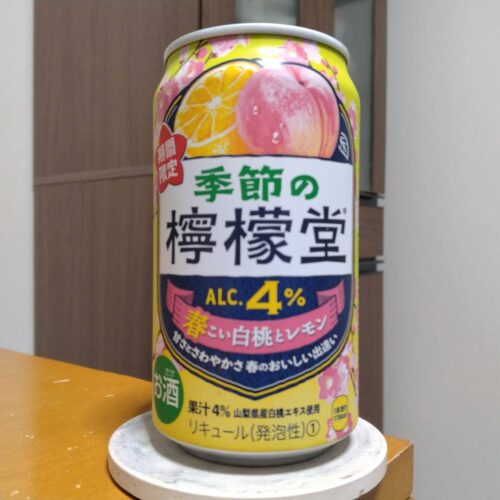 期間
限定
季節の
檸檬堂
ALC.4%
春こい白桃とレモン
甘さとさわやかさ 春のおいしい出逢い
お酒
果汁4% 山梨県産白桃エキス使用
リキュール(発泡性)①